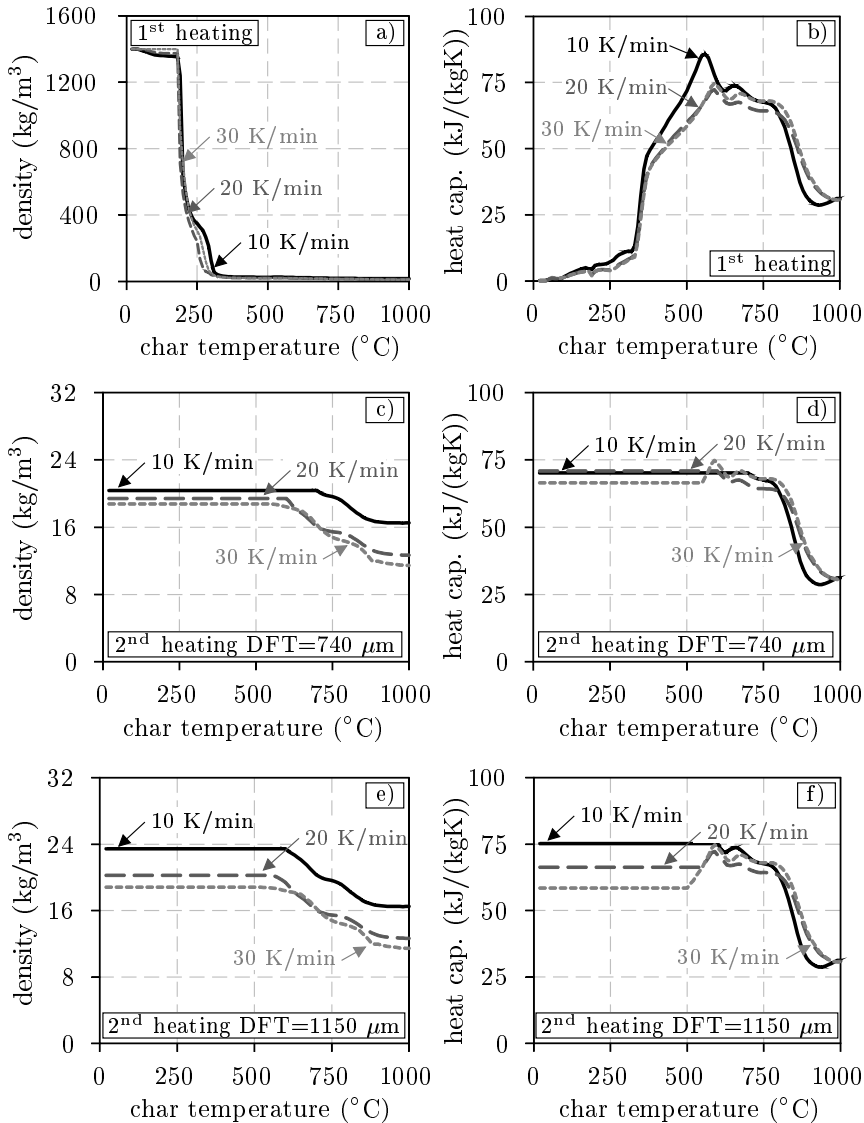 1st heating
a)
1600
1200
800
400
0
density (kg/m³)
30 K/min
20 K/min
10 K/min
0 250 500 750 1000
char temperature (°C)
b)
100
75
50
25
0
heat cap. (kJ/(kgK))
10 K/min
20 K/min
30 K/min
1st heating
0 250 500 750 1000
char temperature (°C)
c)
32
24
16
8
0
density (kg/m³)
10 K/min
20 K/min
30 K/min
2nd heating DFT=740 μm
0 250 500 750 1000
char temperature (°C)
d)
100
75
50
25
0
heat cap. (kJ/(kgK))
10 K/min
20 K/min
30 K/min
2nd heating DFT=740 μm
0 250 500 750 1000
char temperature (°C)
e)
32
24
16
8
0
density (kg/m³)
10 K/min
20 K/min
30 K/min
2nd heating DFT=1150 μm
0 250 500 750 1000
char temperature (°C)
f)
100
75
50
25
0
heat cap. (kJ/(kgK))
10 K/min
20 K/min
30 K/min
2nd heating DFT=1150 μm
0 250 500 750 1000
char temperature (°C)